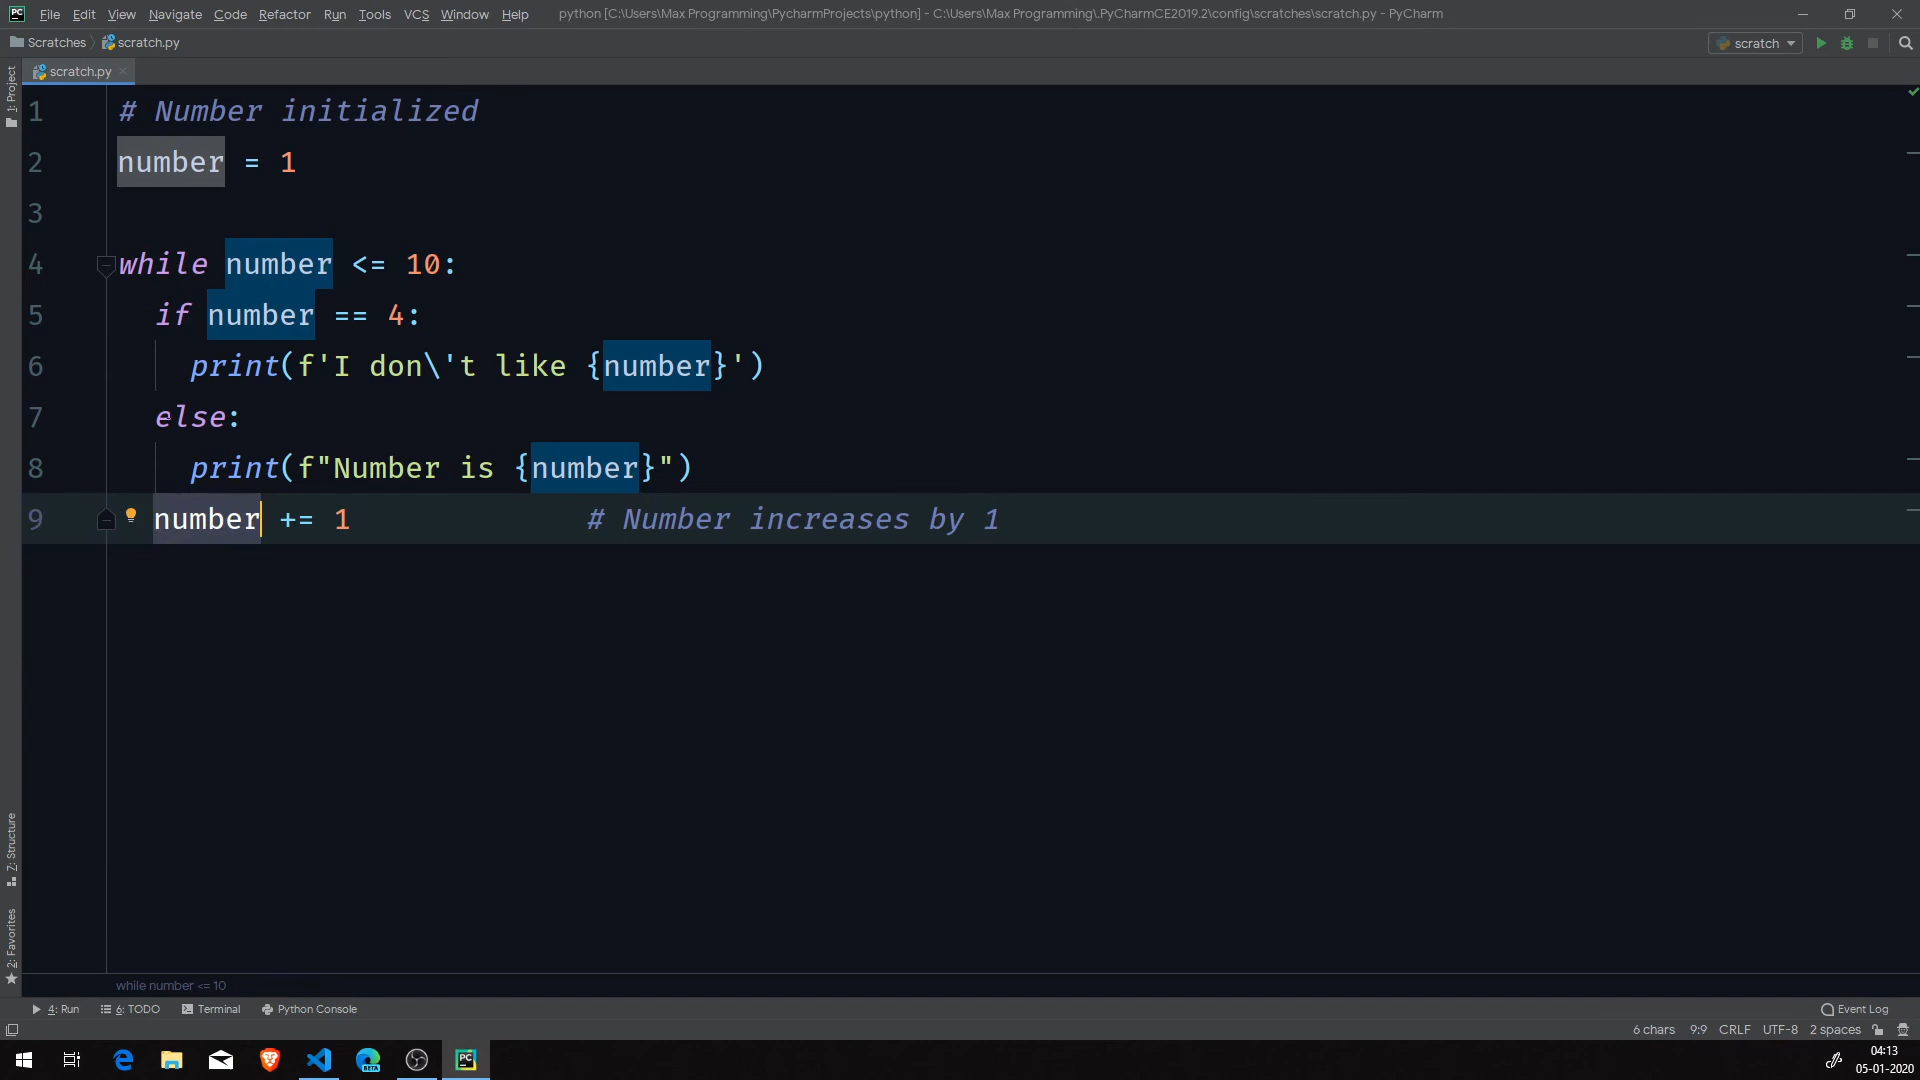 PC File Edit View Navigate Code Refactor Run Tools VCS Window Help python [C:\Users\Max Programming\PycharmProjects\python] - C:\Users\Max Programming\.PyCharmCE2019.2\config\scratches\scratch.py - PyCharm
Scratches scratch.py scratch
scratch.py
1: Project
1 # Number initialized
2 number = 1
3
4 while number <= 10:
5 if number == 4:
6 print(f'I don\'t like {number}')
7 else:
8 print(f"Number is {number}")
9 number += 1 # Number increases by 1
Z: Structure
2: Favorites
while number <= 10
4: Run 6: TODO Terminal Python Console Event Log
6 chars 9:9 CRLF UTF-8 2 spaces
BETA PC 04:13
05-01-2020